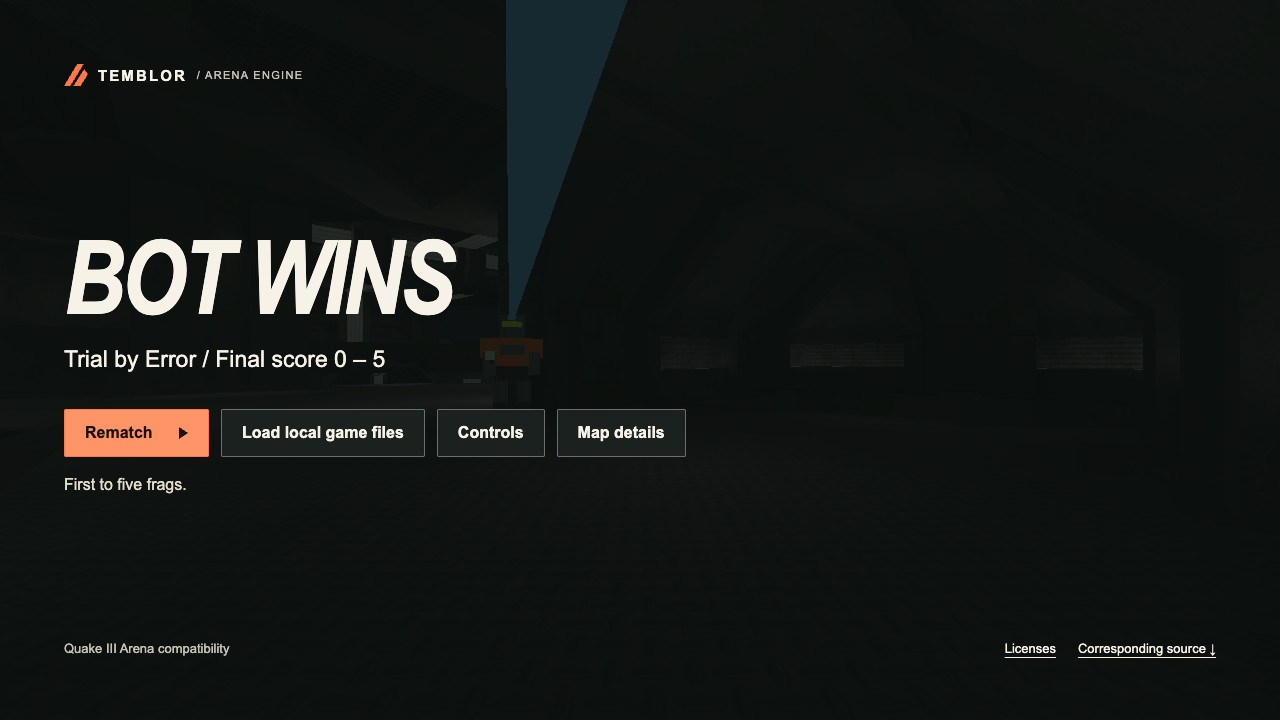 TEMBLOR / ARENA ENGINE
BOT WINS
Trial by Error / Final score 0 – 5
Rematch
Load local game files
Controls
Map details
First to five frags.
Quake III Arena compatibility
Licenses
Corresponding source ↓